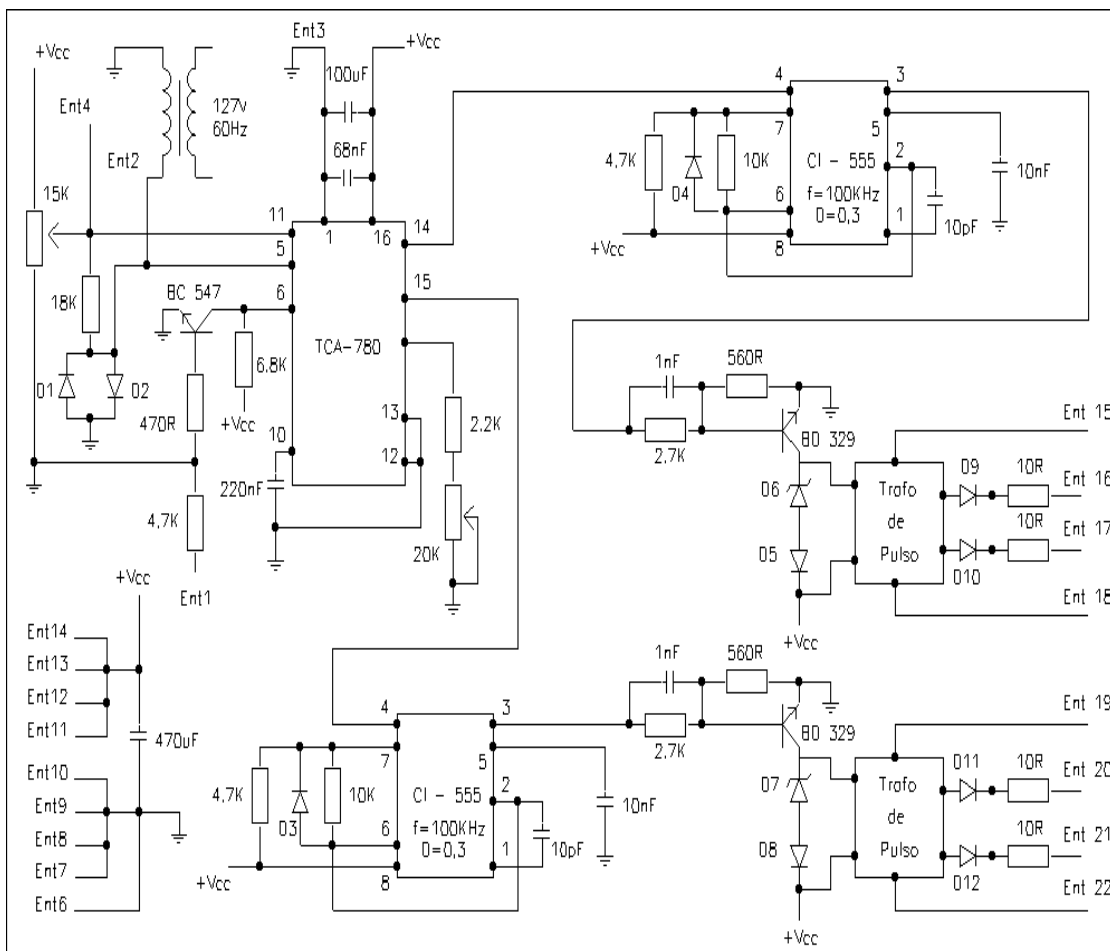 Ent3
+Vcc
+Vcc
100uF
4
3
Ent4
127v
60Hz
7
5
Ent2
68nF
4,7K
10K
CI - 555
2
10nF
15K
D4
f=100KHz
6
D=0,3
1
10pF
11
1
16
14
+Vcc
8
5
15
18K
BC 547
6
TCA-780
1nF
560R
D1
D2
6.8K
13
2.2K
Ent 15
470R
+Vcc
2.7K
BD 329
10
12
D9
10R
Ent 16
220nF
D6
Trafo
de
Pulso
10R
Ent 17
4,7K
20K
D5
D10
+Vcc
Ent1
Ent 18
+Vcc
Ent14
1nF
560R
Ent13
Ent12
4
3
Ent 19
Ent11
470uF
7
5
2.7K
BD 329
D11
10R
Ent 20
Ent10
4,7K
10K
CI - 555
2
10nF
D7
Trafo
de
Pulso
Ent9
D3
f=100KHz
10R
Ent 21
Ent8
6
D=0,3
1
10pF
D8
Ent7
+Vcc
8
D12
Ent 22
Ent6
+Vcc